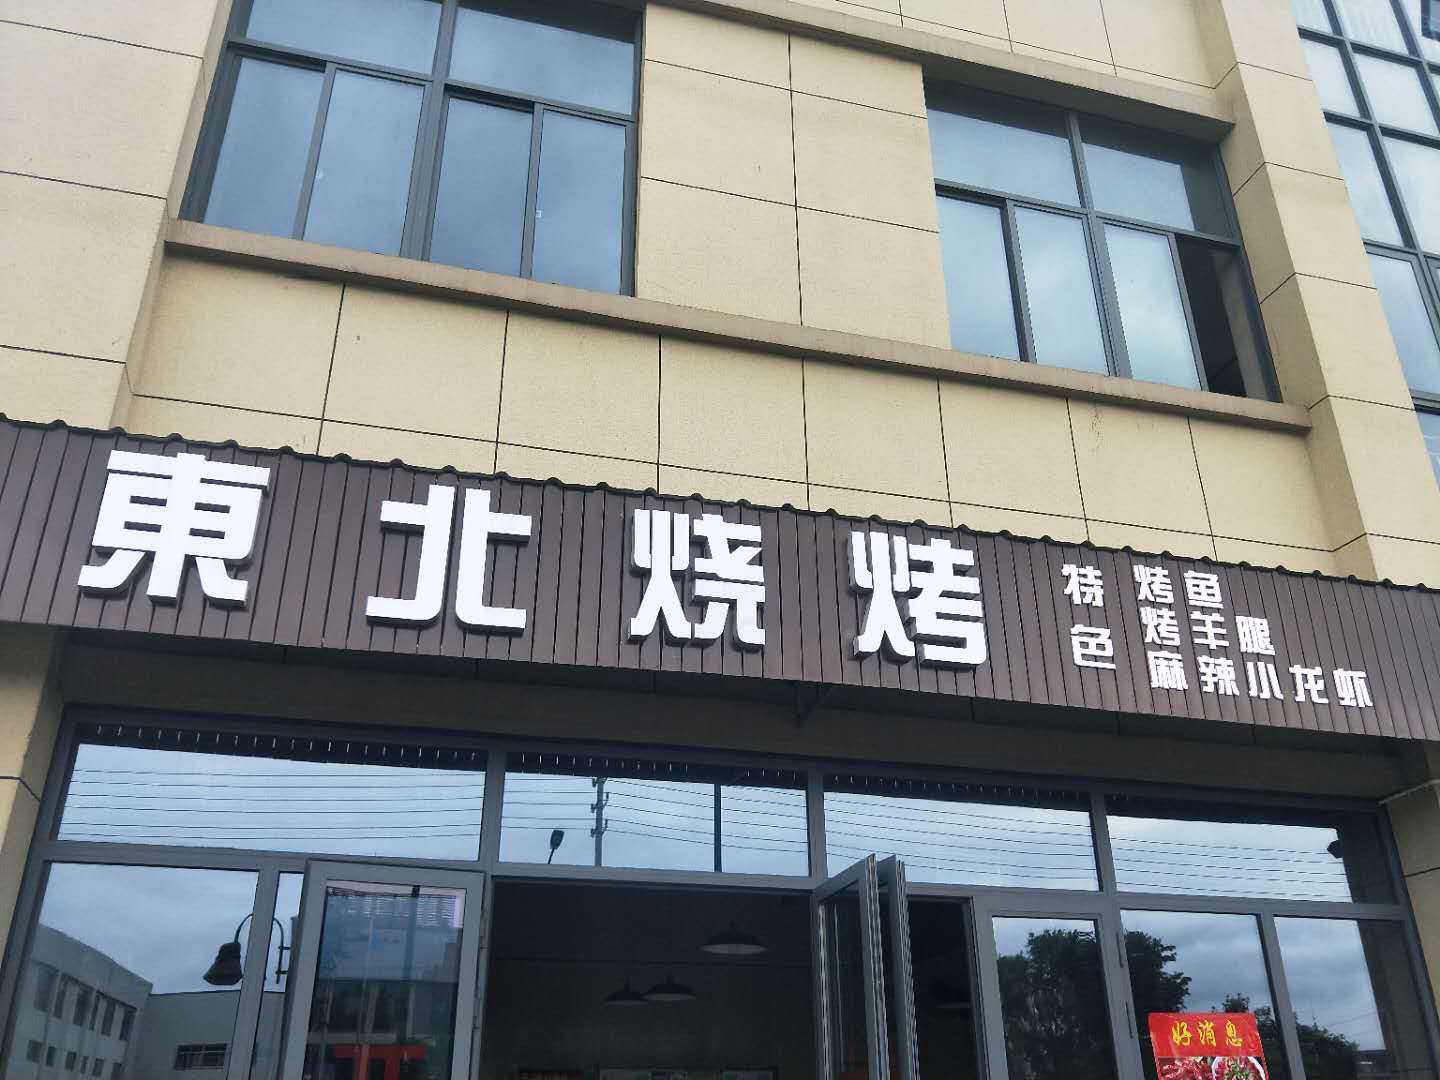 東北烧烤
特色
烤鱼
烤羊腿
麻辣小龙虾
好消息